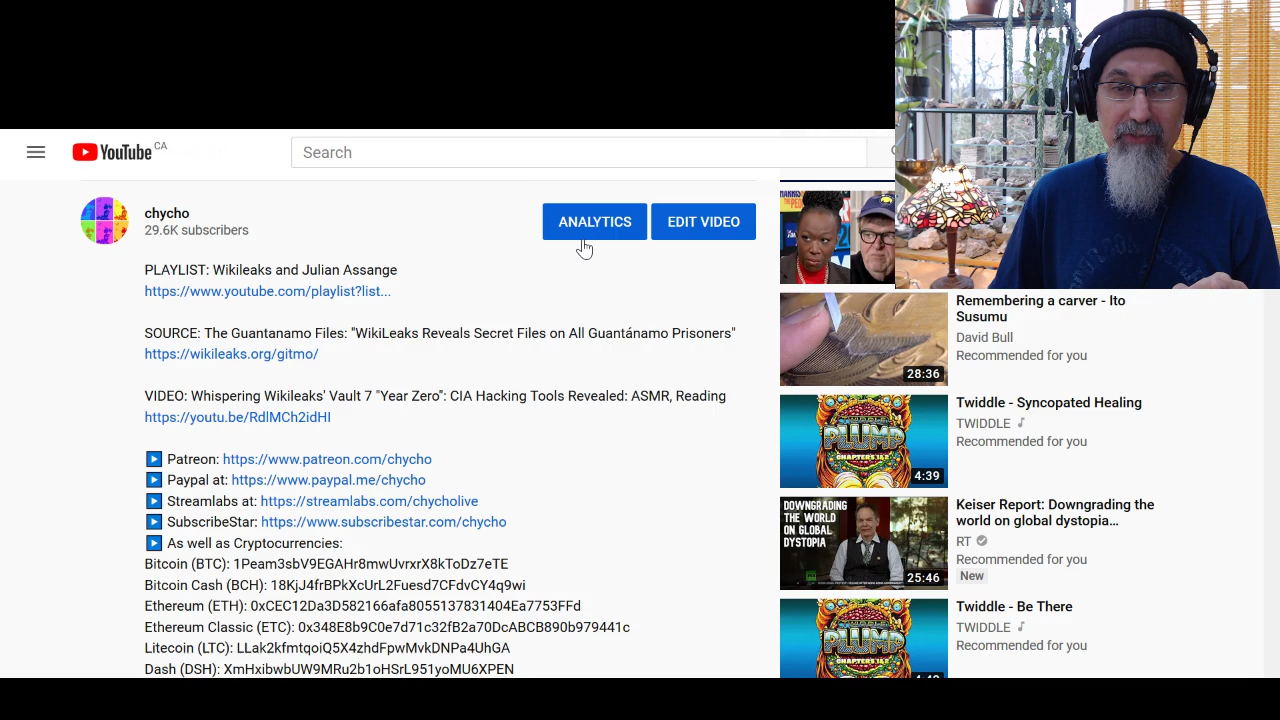 YouTube CA
Search
chycho
29.6K subscribers
ANALYTICS
EDIT VIDEO
PLAYLIST: Wikileaks and Julian Assange
https://www.youtube.com/playlist?list...
SOURCE: The Guantanamo Files: "WikiLeaks Reveals Secret Files on All Guantánamo Prisoners"
https://wikileaks.org/gitmo/
VIDEO: Whispering Wikileaks' Vault 7 "Year Zero": CIA Hacking Tools Revealed: ASMR, Reading
https://youtu.be/RdlMCh2idHI
Patreon: https://www.patreon.com/chycho
Paypal at: https://www.paypal.me/chycho
Streamlabs at: https://streamlabs.com/chycholive
SubscribeStar: https://www.subscribestar.com/chycho
As well as Cryptocurrencies:
Bitcoin (BTC): 1Peam3sbV9EGAHr8mwUvrxrX8kToDz7eTE
Bitcoin Cash (BCH): 18KjJ4frBPkXcUrL2Fuesd7CFdvCY4q9wi
Ethereum (ETH): 0xCEC12Da3D582166afa8055137831404Ea7753FFd
Ethereum Classic (ETC): 0x348E8b9C0e7d71c32fB2a70DcABCB890b979441c
Litecoin (LTC): LLak2kfmtqoiQ5X4zhdFpwMvkDNPa4UhGA
Dash (DSH): XmHxibwbUW9MRu2b1oHSrL951yoMU6XPEN
Remembering a carver - Ito
Susumu
David Bull
Recommended for you
28:36
Twiddle - Syncopated Healing
TWIDDLE
Recommended for you
PLUMP
CHAPTERS 1&2
4:39
Keiser Report: Downgrading the
world on global dystopia...
RT
Recommended for you
New
DOWNGRADING
THE WORLD
ON GLOBAL
DYSTOPIA
25:46
Twiddle - Be There
TWIDDLE
Recommended for you
PLUMP